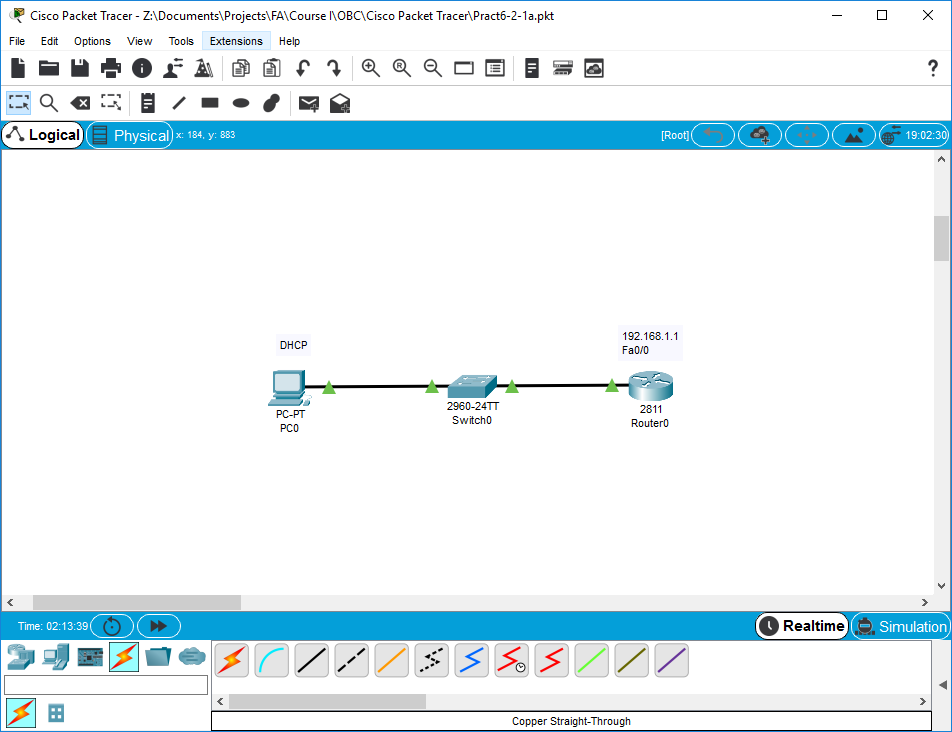 Cisco Packet Tracer - Z:\Documents\Projects\FA\Course I\OBC\Cisco Packet Tracer\Pract6-2-1a.pkt
File Edit Options View Tools Extensions Help
R
?
Logical Physical x: 184, y: 883 [Root] 19:02:30
192.168.1.1
Fa0/0
DHCP
PC-PT
PC0
2960-24TT
Switch0
2811
Router0
Time: 02:13:39 Realtime Simulation
Copper Straight-Through